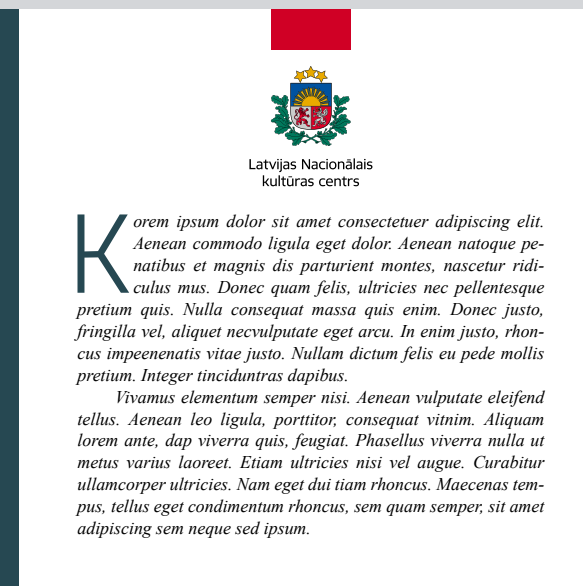 Latvijas Nacionālais
kultūras centrs
Korem ipsum dolor sit amet consectetuer adipiscing elit.
Aenean commodo ligula eget dolor. Aenean natoque pe-
natibus et magnis dis parturient montes, nascetur ridi-
culus mus. Donec quam felis, ultricies nec pellentesque
pretium quis. Nulla consequat massa quis enim. Donec justo,
fringilla vel, aliquet necvulputate eget arcu. In enim justo, rhon-
cus impeenenatis vitae justo. Nullam dictum felis eu pede mollis
pretium. Integer tinciduntras dapibus.
Vivamus elementum semper nisi. Aenean vulputate eleifend
tellus. Aenean leo ligula, porttitor, consequat vitnim. Aliquam
lorem ante, dap viverra quis, feugiat. Phasellus viverra nulla ut
metus varius laoreet. Etiam ultricies nisi vel augue. Curabitur
ullamcorper ultricies. Nam eget dui tiam rhoncus. Maecenas tem-
pus, tellus eget condimentum rhoncus, sem quam semper, sit amet
adipiscing sem neque sed ipsum.